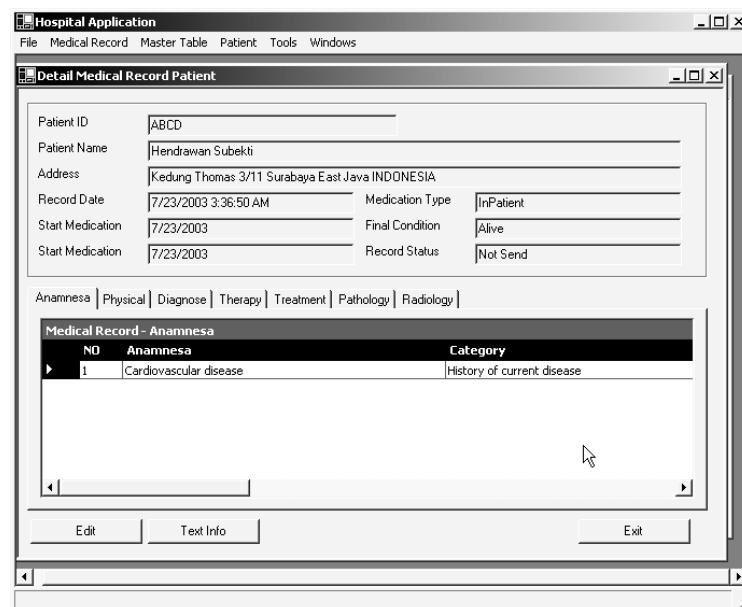 Hospital Application
File Medical Record Master Table Patient Tools Windows
Detail Medical Record Patient
Patient ID ABCD
Patient Name Hendrawan Subekti
Address Kedung Thomas 3/11 Surabaya East Java INDONESIA
Record Date 7/23/2003 3:36:50 AM Medication Type InPatient
Start Medication 7/23/2003 Final Condition Alive
Start Medication 7/23/2003 Record Status Not Send
Anamnesa Physical Diagnose Therapy Treatment Pathology Radiology
Medical Record - Anamnesa
NO Anamnesa Category
1 Cardiovascular disease History of current disease
Edit Text Info Exit